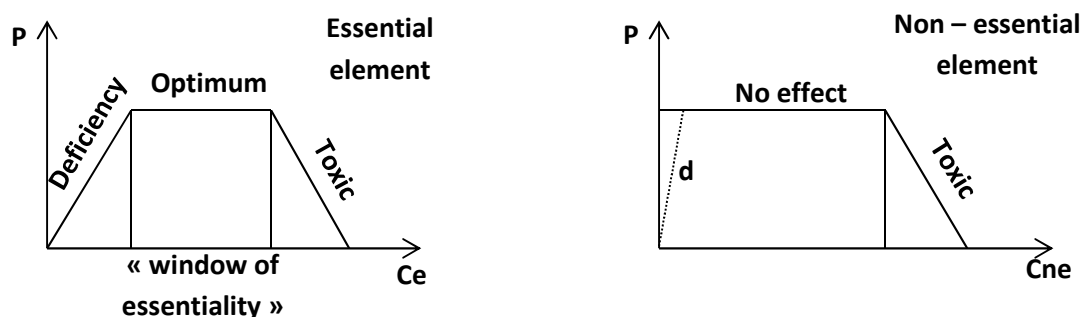 P
Essential
element
Optimum
Deficiency
Toxic
« window of
essentiality »
Ce
P
Non – essential
element
No effect
d
Toxic
Cne